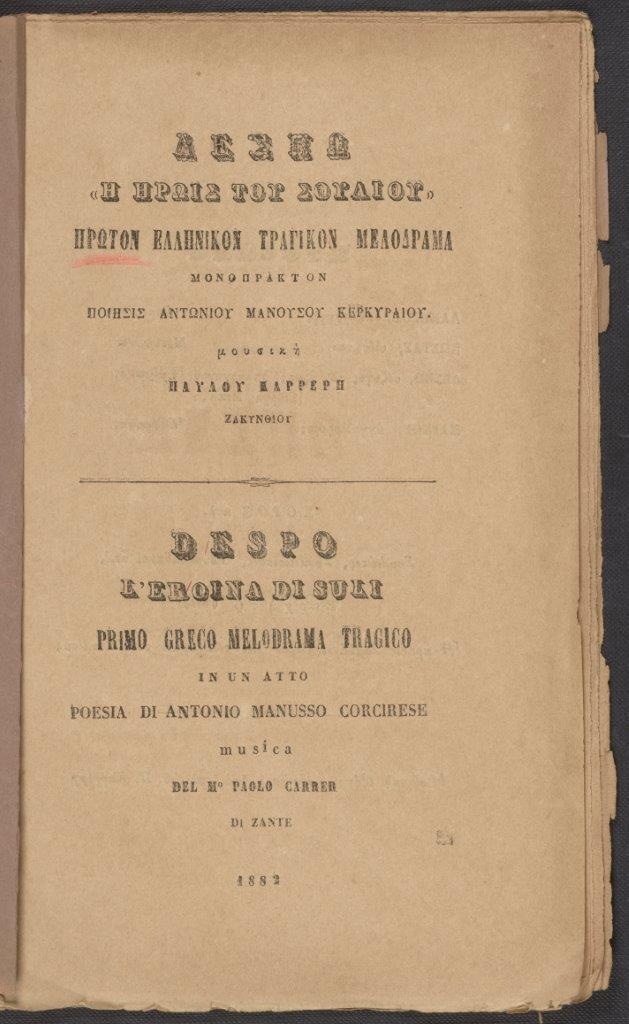 ΔΕΣΠΩ
«Η ΗΡΩΙΣ ΤΟΥ ΣΟΥΛΙΟΥ»
ΠΡΩΤΟΝ ΕΛΛΗΝΙΚΟΝ ΤΡΑΓΙΚΟΝ ΜΕΛΟΔΡΑΜΑ
ΜΟΝΟΠΡΑΚΤΟΝ
ΠΟΙΗΣΙΣ ΑΝΤΩΝΙΟΥ ΜΑΝΟΥΣΟΥ ΚΕΡΚΥΡΑΙΟΥ.
μουσικὴ
ΠΑΥΛΟΥ ΚΑΡΡΕΡΗ
ΖΑΚΥΝΘΙΟΥ
DESPO
L'EROINA DI SULI
PRIMO GRECO MELODRAMA TRAGICO
IN UN ATTO
POESIA DI ANTONIO MANUSSO CORCIRESE
musica
DEL Mº PAOLO CARRER
DI ZANTE
1882